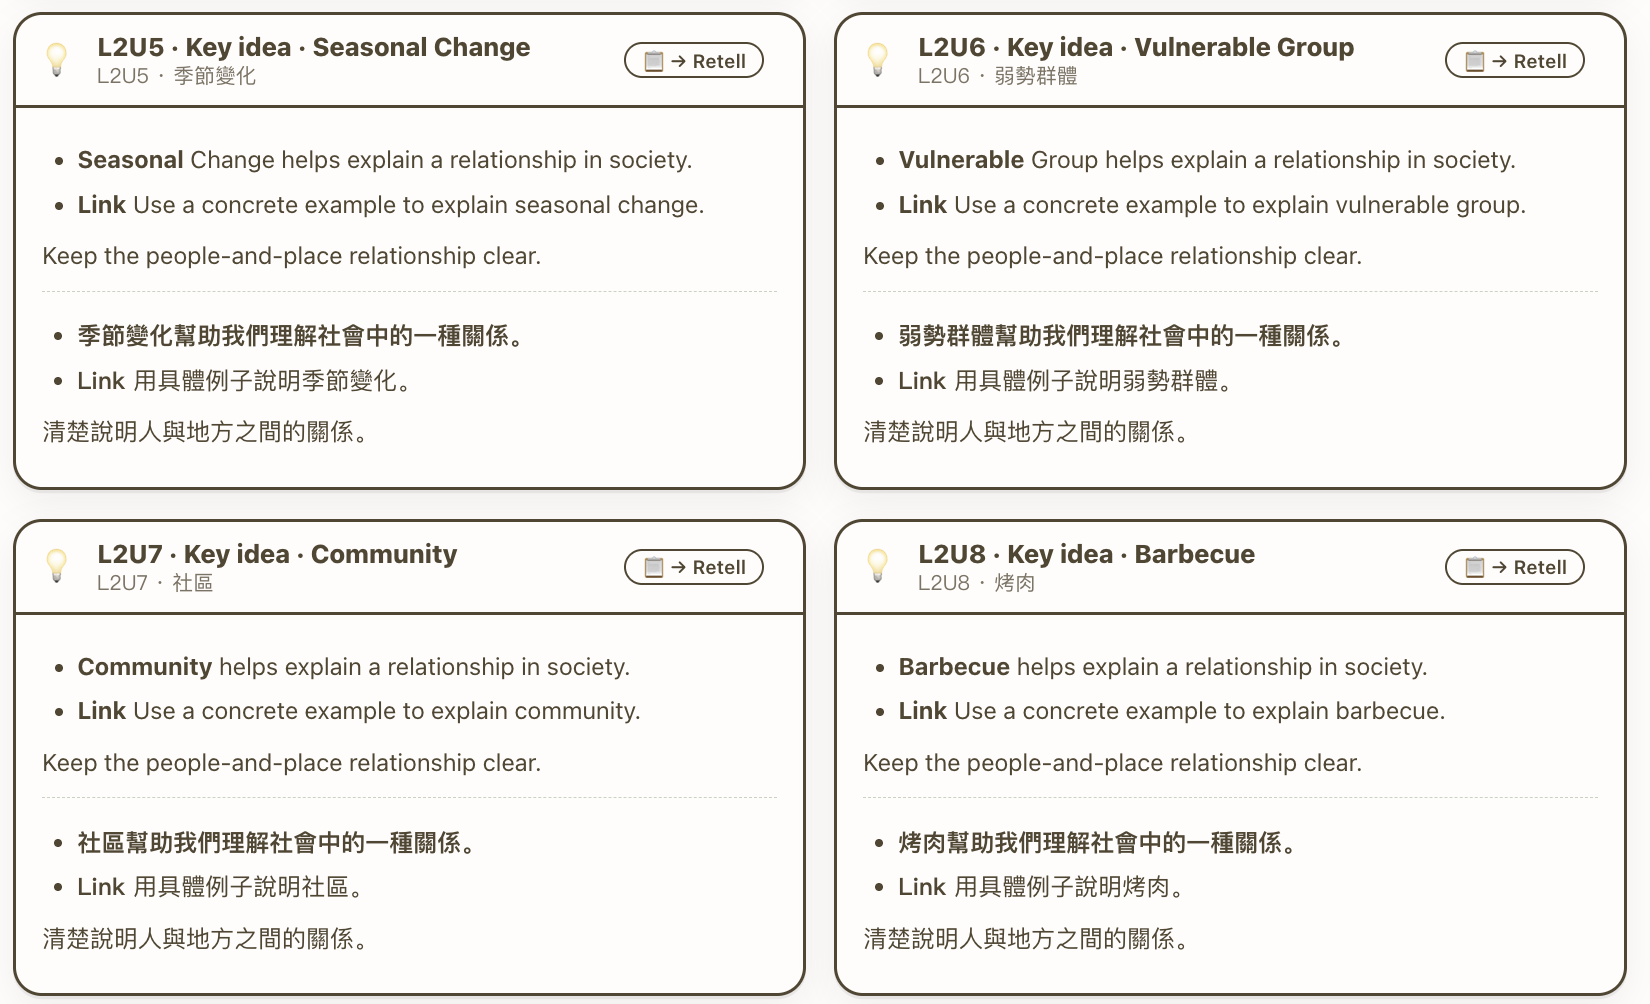 L2U5 · Key idea · Seasonal Change
L2U5 · 季節變化
→ Retell
• Seasonal Change helps explain a relationship in society.
• Link Use a concrete example to explain seasonal change.
Keep the people-and-place relationship clear.
• 季節變化幫助我們理解社會中的一種關係。
• Link 用具體例子說明季節變化。
清楚說明人與地方之間的關係。
L2U6 · Key idea · Vulnerable Group
L2U6 · 弱勢群體
→ Retell
• Vulnerable Group helps explain a relationship in society.
• Link Use a concrete example to explain vulnerable group.
Keep the people-and-place relationship clear.
• 弱勢群體幫助我們理解社會中的一種關係。
• Link 用具體例子說明弱勢群體。
清楚說明人與地方之間的關係。
L2U7 · Key idea · Community
L2U7 · 社區
→ Retell
• Community helps explain a relationship in society.
• Link Use a concrete example to explain community.
Keep the people-and-place relationship clear.
• 社區幫助我們理解社會中的一種關係。
• Link 用具體例子說明社區。
清楚說明人與地方之間的關係。
L2U8 · Key idea · Barbecue
L2U8 · 烤肉
→ Retell
• Barbecue helps explain a relationship in society.
• Link Use a concrete example to explain barbecue.
Keep the people-and-place relationship clear.
• 烤肉幫助我們理解社會中的一種關係。
• Link 用具體例子說明烤肉。
清楚說明人與地方之間的關係。